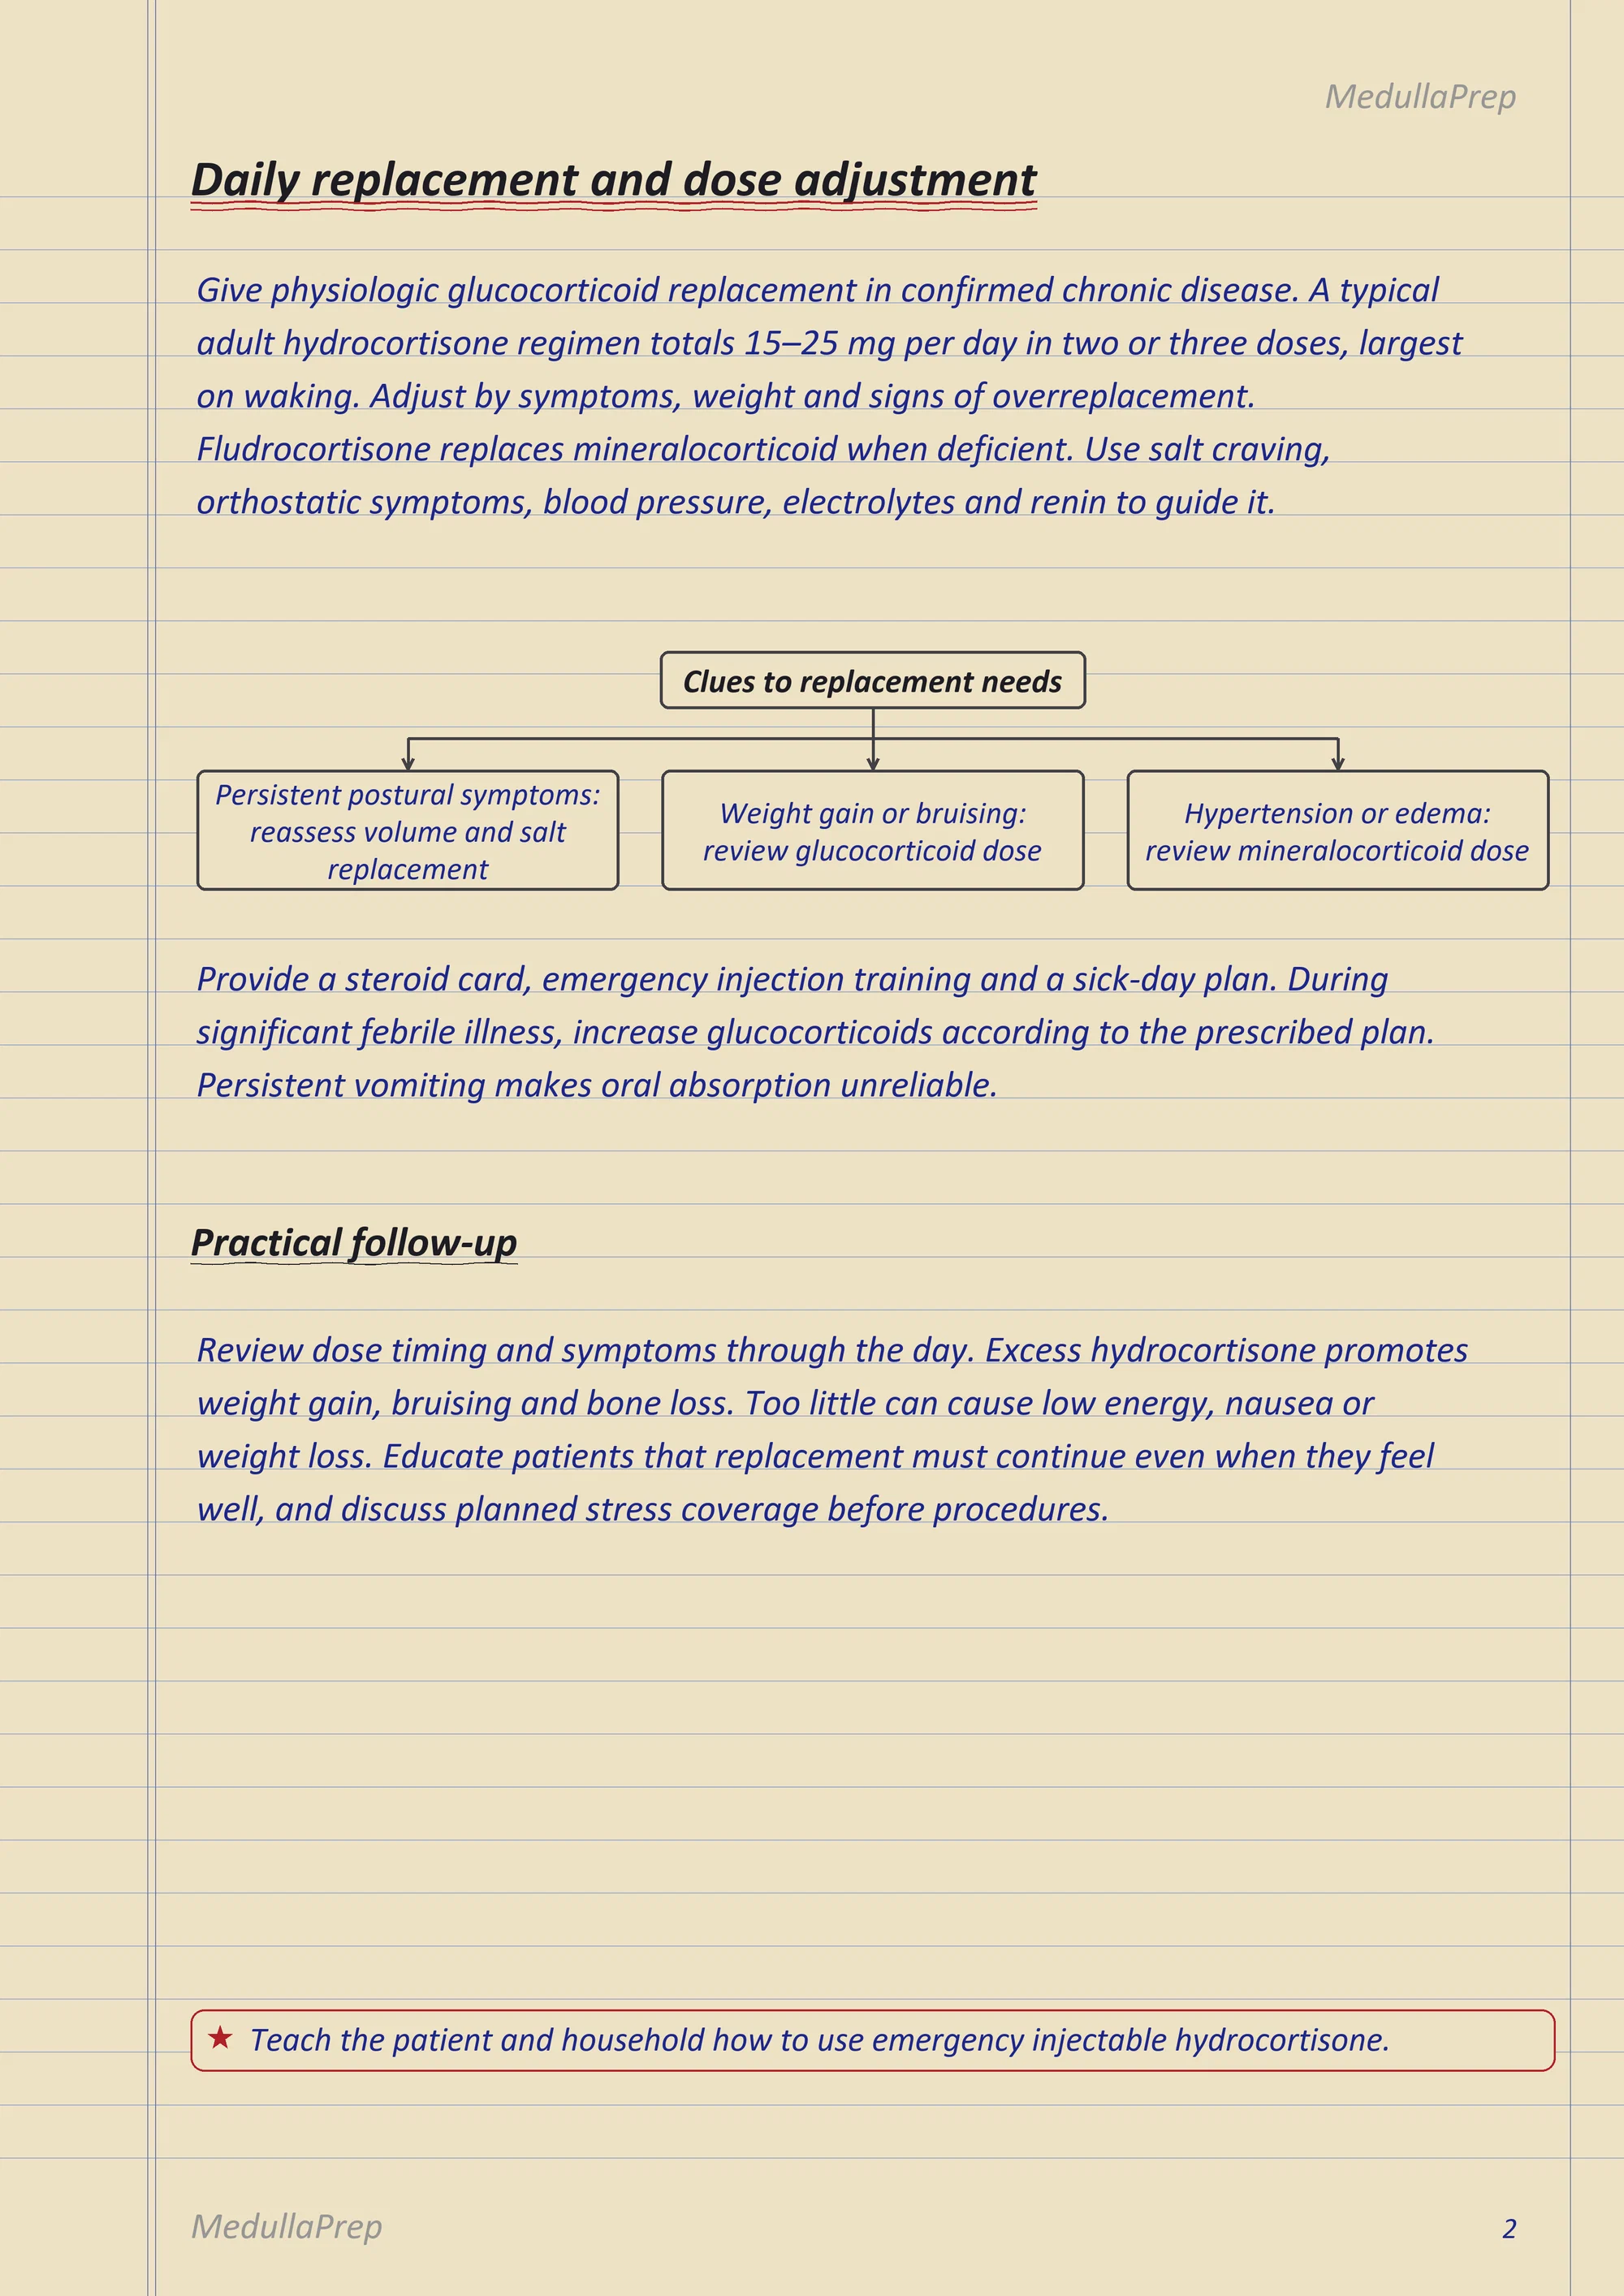 MedullaPrep
Daily replacement and dose adjustment
Give physiologic glucocorticoid replacement in confirmed chronic disease. A typical
adult hydrocortisone regimen totals 15–25 mg per day in two or three doses, largest
on waking. Adjust by symptoms, weight and signs of overreplacement.
Fludrocortisone replaces mineralocorticoid when deficient. Use salt craving,
orthostatic symptoms, blood pressure, electrolytes and renin to guide it.
Clues to replacement needs
Persistent postural symptoms:
reassess volume and salt
replacement
Weight gain or bruising:
review glucocorticoid dose
Hypertension or edema:
review mineralocorticoid dose
Provide a steroid card, emergency injection training and a sick-day plan. During
significant febrile illness, increase glucocorticoids according to the prescribed plan.
Persistent vomiting makes oral absorption unreliable.
Practical follow-up
Review dose timing and symptoms through the day. Excess hydrocortisone promotes
weight gain, bruising and bone loss. Too little can cause low energy, nausea or
weight loss. Educate patients that replacement must continue even when they feel
well, and discuss planned stress coverage before procedures.
★ Teach the patient and household how to use emergency injectable hydrocortisone.
MedullaPrep
2